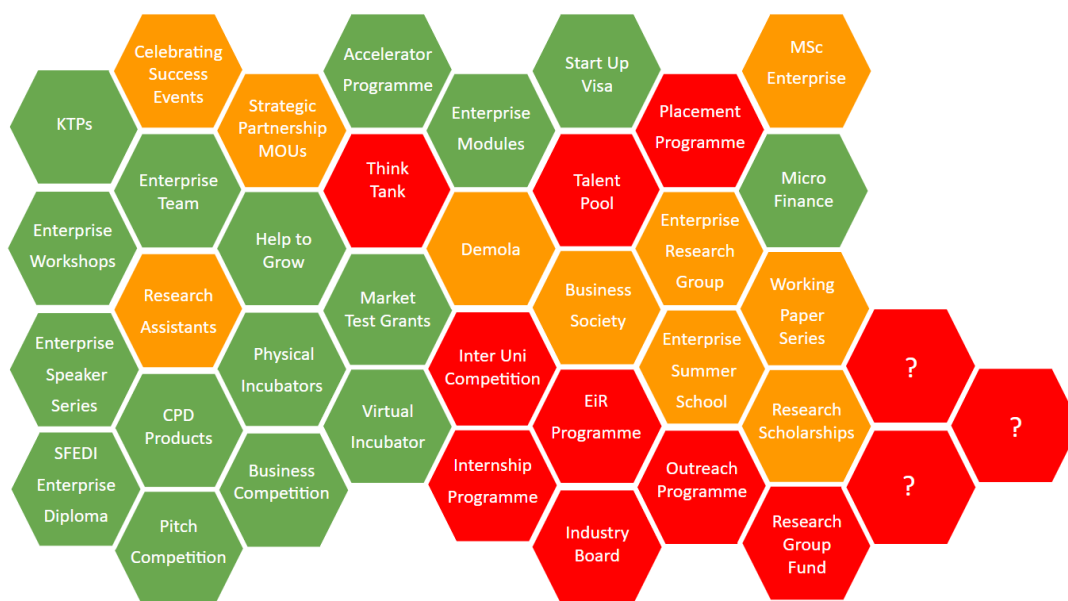 KTPs
Enterprise
Workshops
Enterprise
Speaker
Series
SFEDI
Enterprise
Diploma
Celebrating
Success
Events
Enterprise
Team
Research
Assistants
CPD
Products
Pitch
Competition
Strategic
Partnership
MOUs
Help to
Grow
Physical
Incubators
Business
Competition
Accelerator
Programme
Think
Tank
Market
Test Grants
Virtual
Incubator
Enterprise
Modules
Demola
Inter Uni
Competition
Internship
Programme
Start Up
Visa
Talent
Pool
Business
Society
EiR
Programme
Industry
Board
Placement
Programme
Enterprise
Research
Group
Enterprise
Summer
School
Outreach
Programme
MSc
Enterprise
Micro
Finance
Working
Paper
Series
Research
Scholarships
Research
Group
Fund
?
?
?